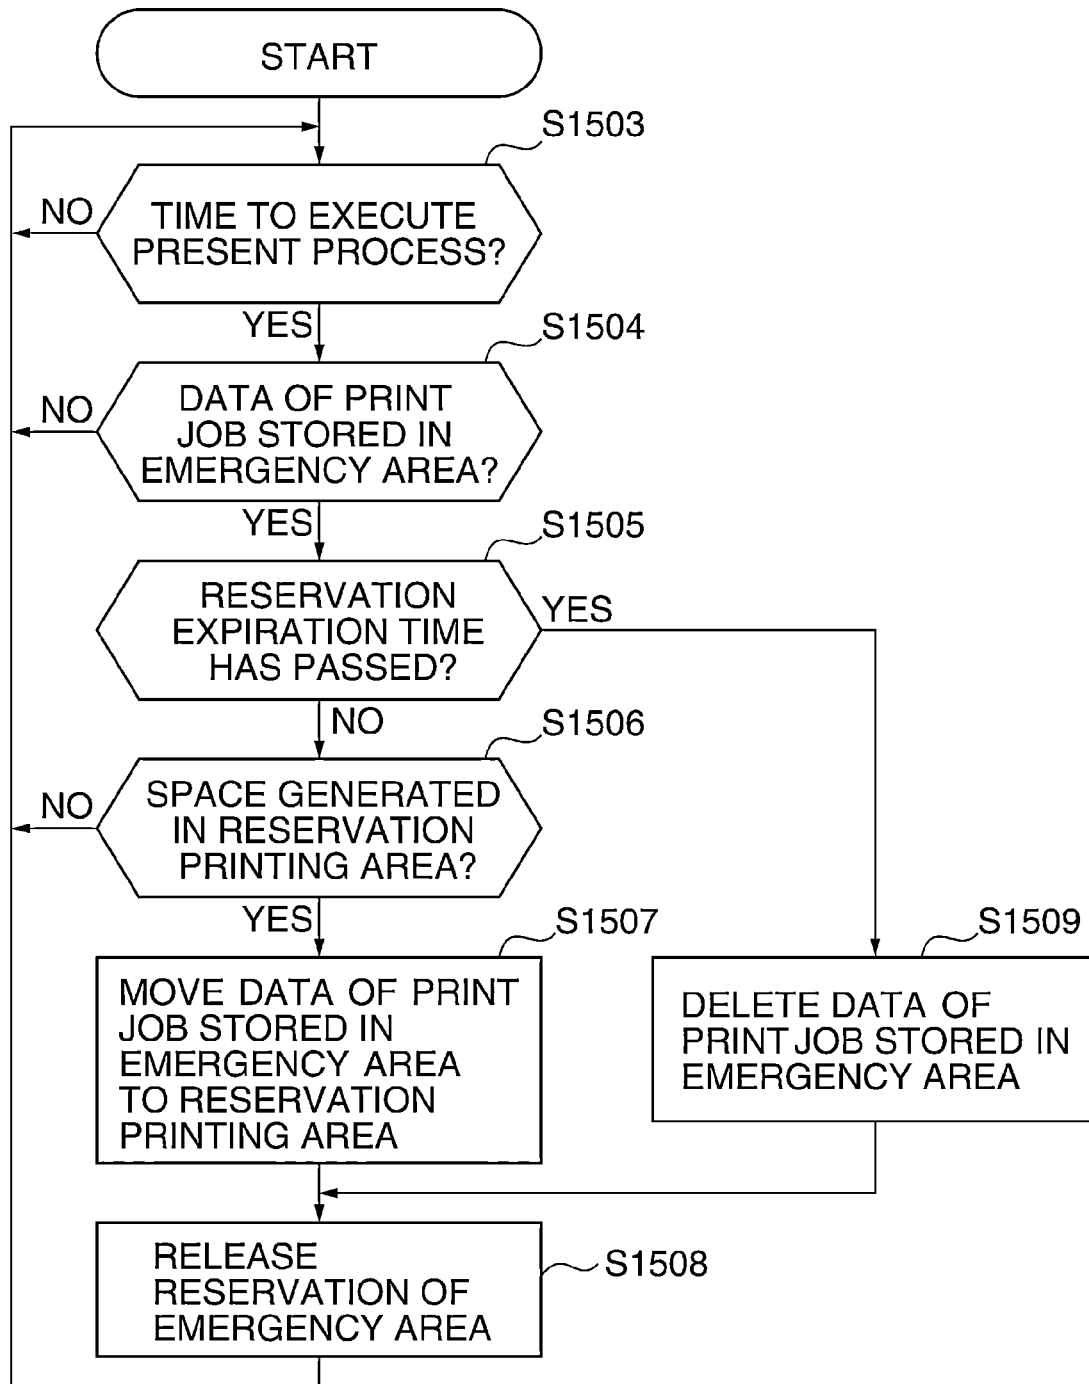 START
S1503
TIME TO EXECUTE
PRESENT PROCESS?
NO
YES
S1504
DATA OF PRINT
JOB STORED IN
EMERGENCY AREA?
NO
YES
S1505
RESERVATION
EXPIRATION TIME
HAS PASSED?
YES
NO
S1506
SPACE GENERATED
IN RESERVATION
PRINTING AREA?
NO
YES
S1507
MOVE DATA OF PRINT
JOB STORED IN
EMERGENCY AREA
TO RESERVATION
PRINTING AREA
S1509
DELETE DATA OF
PRINT JOB STORED IN
EMERGENCY AREA
RELEASE
RESERVATION OF
EMERGENCY AREA
S1508